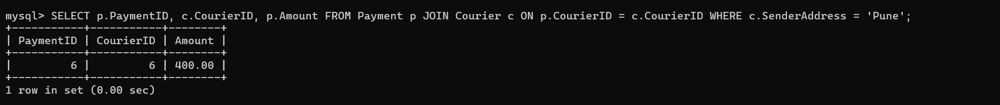 mysql> SELECT p.PaymentID, c.CourierID, p.Amount FROM Payment p JOIN Courier c ON p.CourierID = c.CourierID WHERE c.SenderAddress = 'Pune';
+-----------+-----------+--------+
| PaymentID | CourierID | Amount |
+-----------+-----------+--------+
|         6 |         6 | 400.00 |
+-----------+-----------+--------+
1 row in set (0.00 sec)